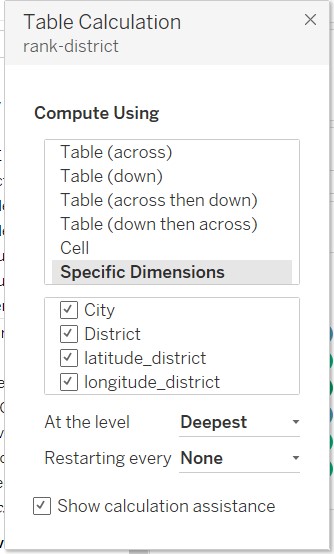 Table Calculation
rank-district
Compute Using
Table (across)
Table (down)
Table (across then down)
Table (down then across)
Cell
Specific Dimensions
City
District
latitude_district
longitude_district
At the level Deepest
Restarting every None
Show calculation assistance